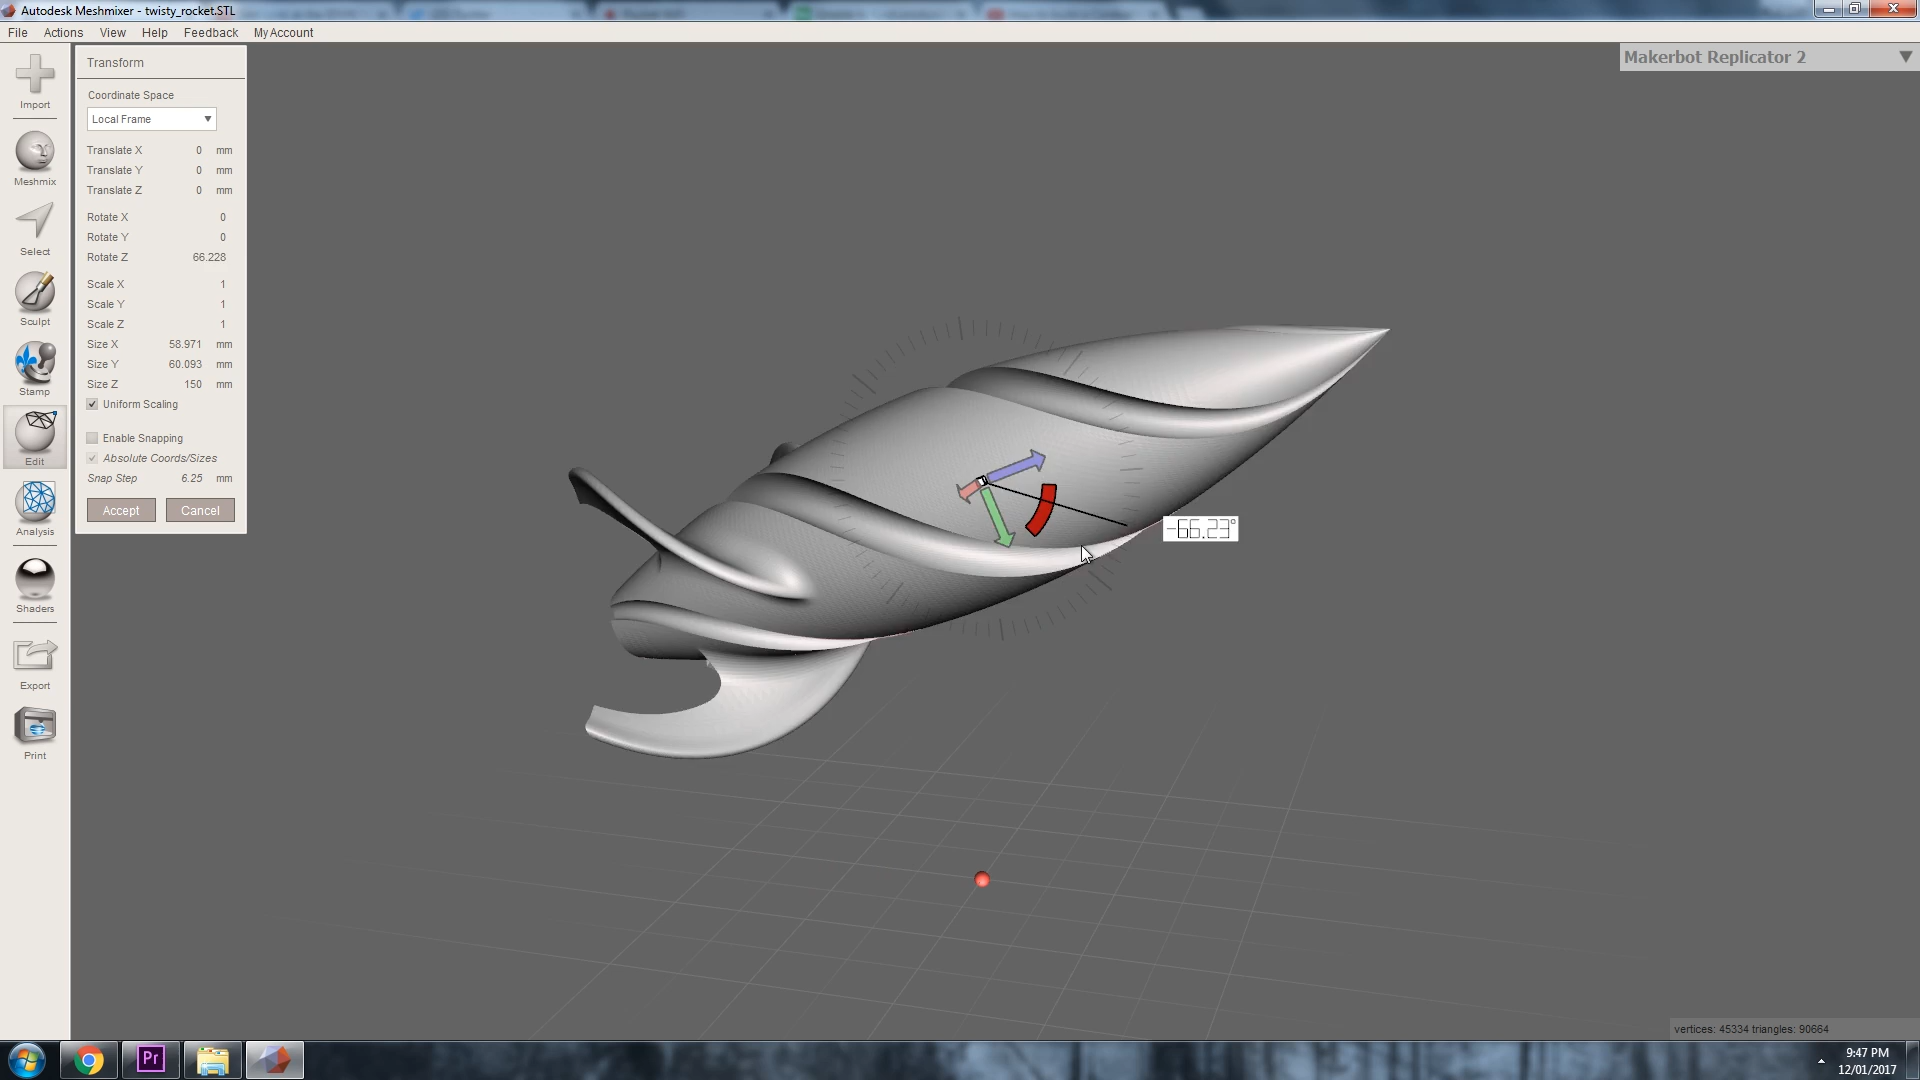 Autodesk Meshmixer - twisty_rocket.STL
File Actions View Help Feedback My Account
Makerbot Replicator 2
Import
Meshmix
Select
Sculpt
Stamp
Edit
Analysis
Shaders
Export
Print
Transform
Coordinate Space
Local Frame
Translate X 0 mm
Translate Y 0 mm
Translate Z 0 mm
Rotate X 0
Rotate Y 0
Rotate Z 66.228
Scale X 1
Scale Y 1
Scale Z 1
Size X 58.971 mm
Size Y 60.093 mm
Size Z 150 mm
Uniform Scaling
Enable Snapping
Absolute Coords/Sizes
Snap Step 6.25 mm
Accept Cancel
-66.23°
vertices: 45334 triangles: 90664
Pr
9:47 PM
12/01/2017